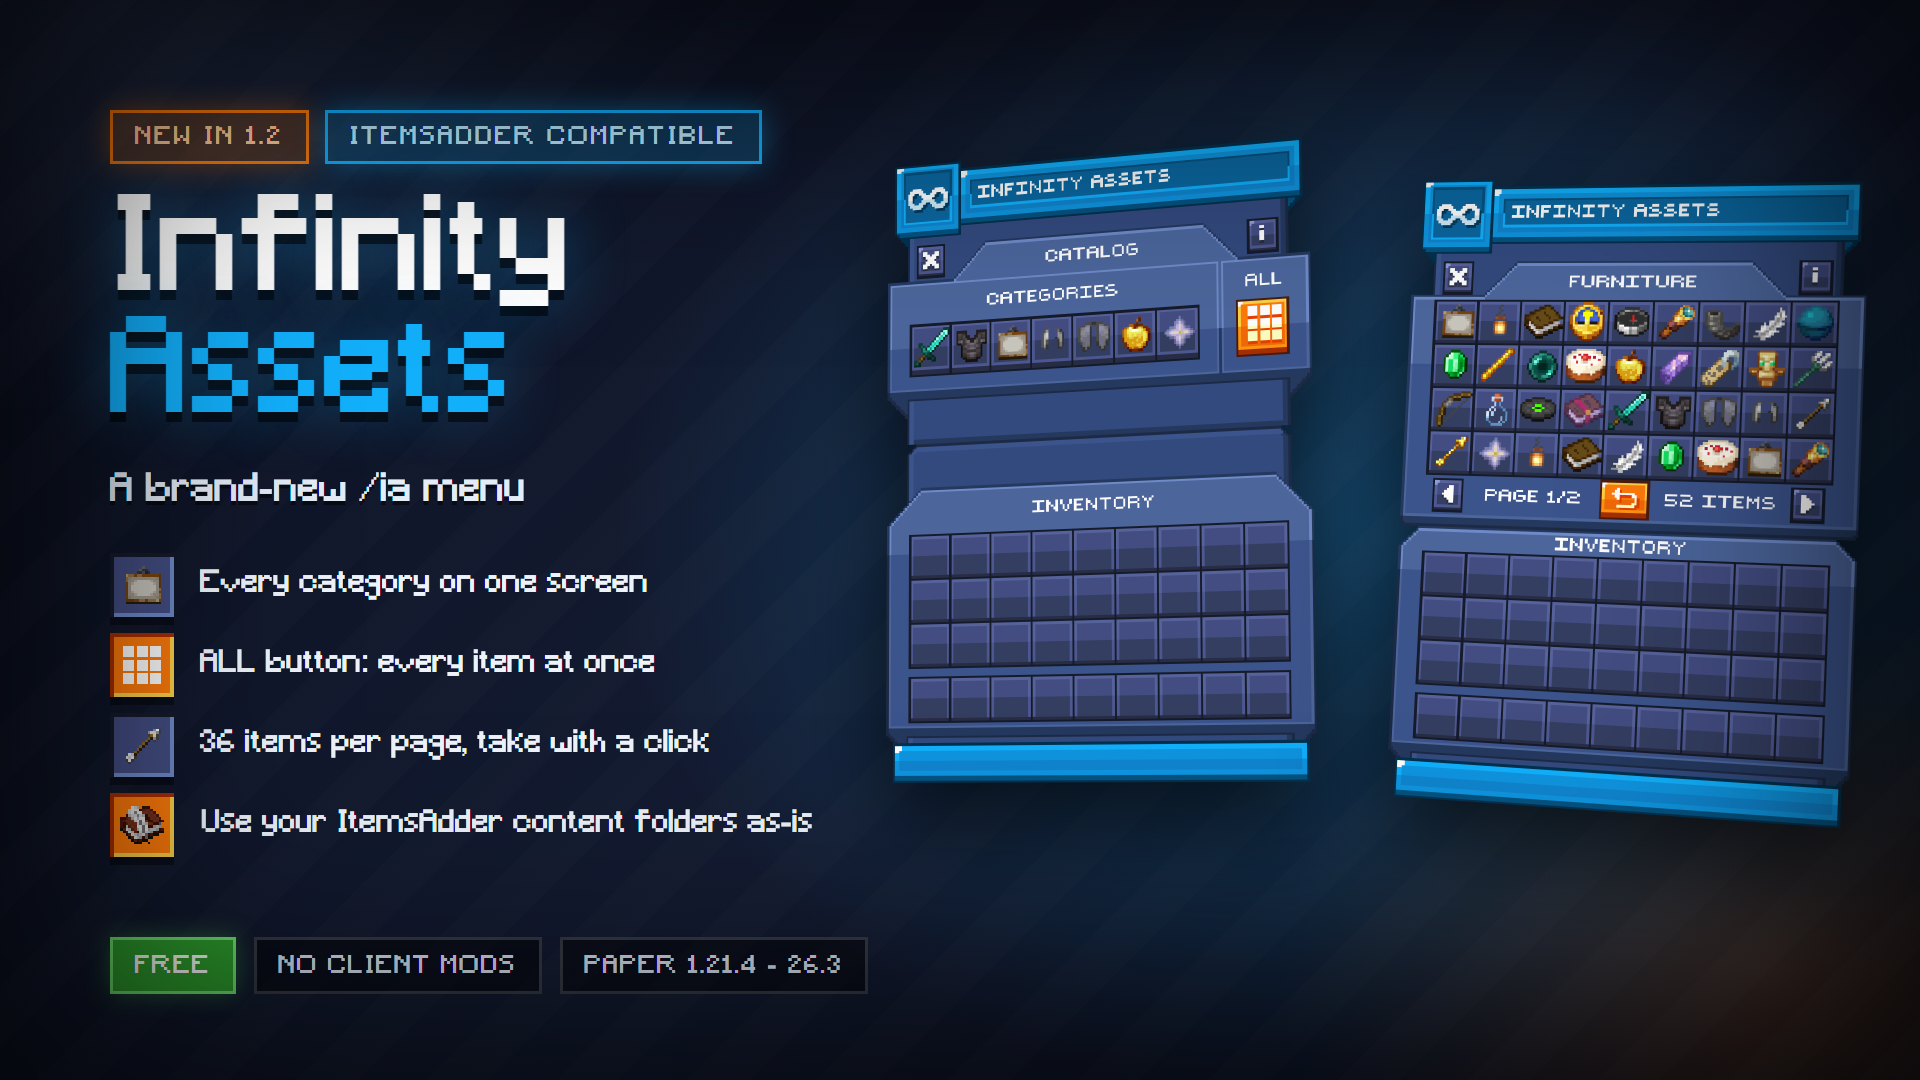 NEW IN 1.2
ITEMSADDER COMPATIBLE
Infinity
Assets
A brand-new /ia menu
Every category on one screen
ALL button: every item at once
36 items per page, take with a click
Use your ItemsAdder content folders as-is
FREE
NO CLIENT MODS
PAPER 1.21.4 - 26.3
INFINITY ASSETS
CATALOG
CATEGORIES
ALL
INVENTORY
INFINITY ASSETS
FURNITURE
PAGE 1/2
52 ITEMS
INVENTORY